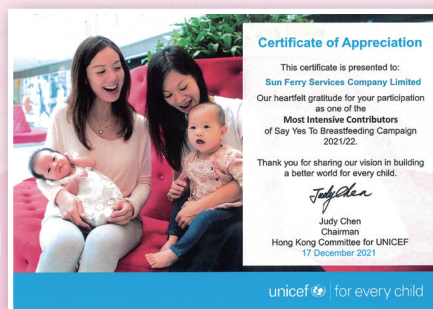 Certificate of Appreciation
This certificate is presented to:
Sun Ferry Services Company Limited
Our heartfelt gratitude for your participation
as one of the
Most Intensive Contributors
of Say Yes To Breastfeeding Campaign
2021/22.
Thank you for sharing our vision in building
a better world for every child.
Judy Chen
Judy Chen
Chairman
Hong Kong Committee for UNICEF
17 December 2021
unicef for every child